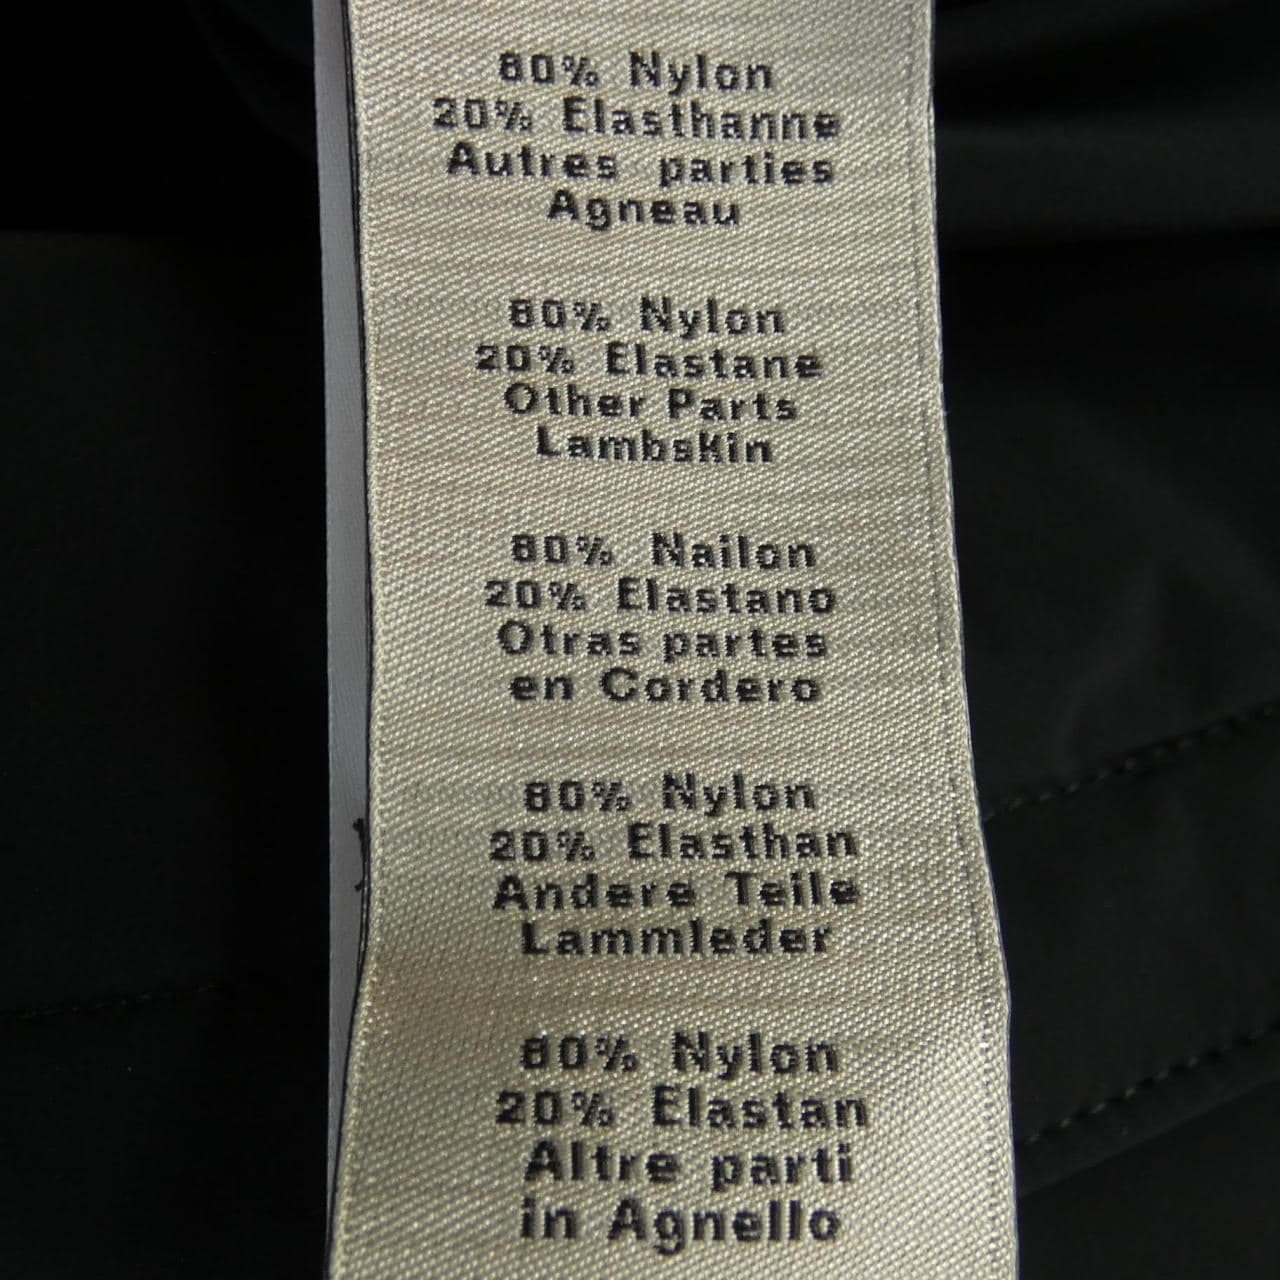 80% Nylon
20% Elasthanne
Autres parties
Agneau
80% Nylon
20% Elastane
Other Parts
Lambskin
80% Nailon
20% Elastano
Otras partes
en Cordero
80% Nylon
20% Elasthan
Andere Teile
Lammleder
80% Nylon
20% Elastan
Altre parti
in Agnello